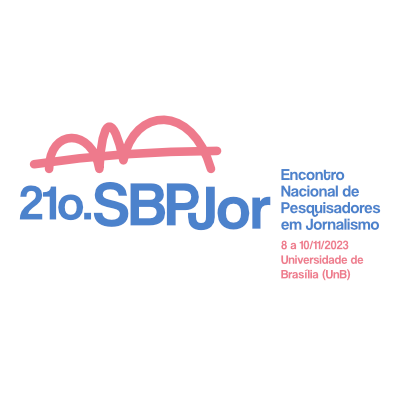 21o.SBPJor
Encontro
Nacional de
Pesquisadores
em Jornalismo
8 a 10/11/2023
Universidade de
Brasília (UnB)